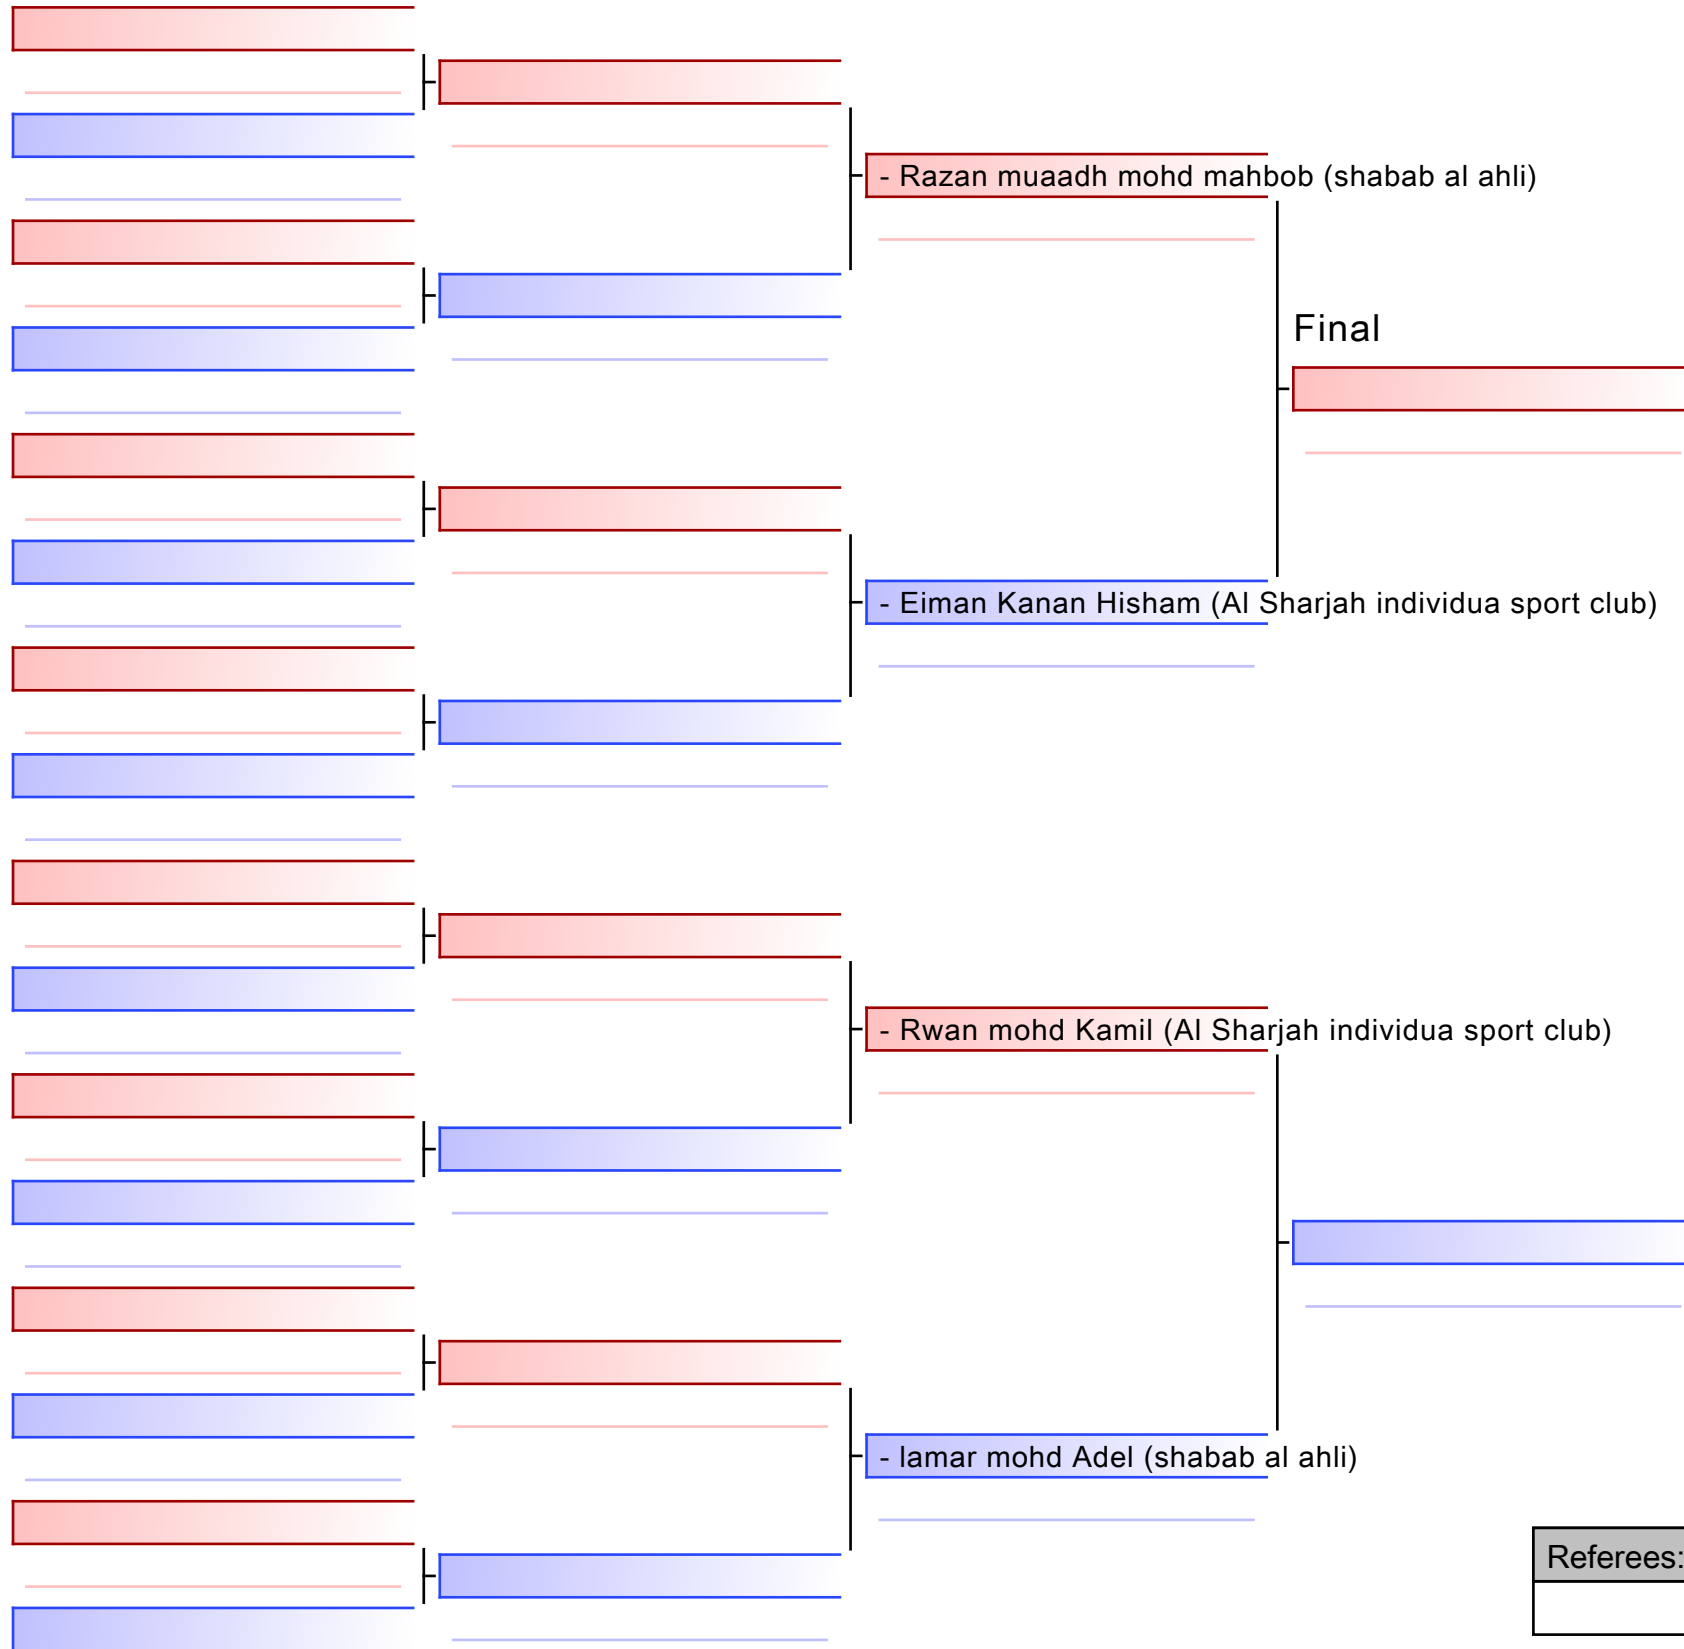 - Razan muaadh mohd mahbob (shabab al ahli)
Final
- Eiman Kanan Hisham (Al Sharjah individua sport club)
- Rwan mohd Kamil (Al Sharjah individua sport club)
- lamar mohd Adel (shabab al ahli)
Referees: